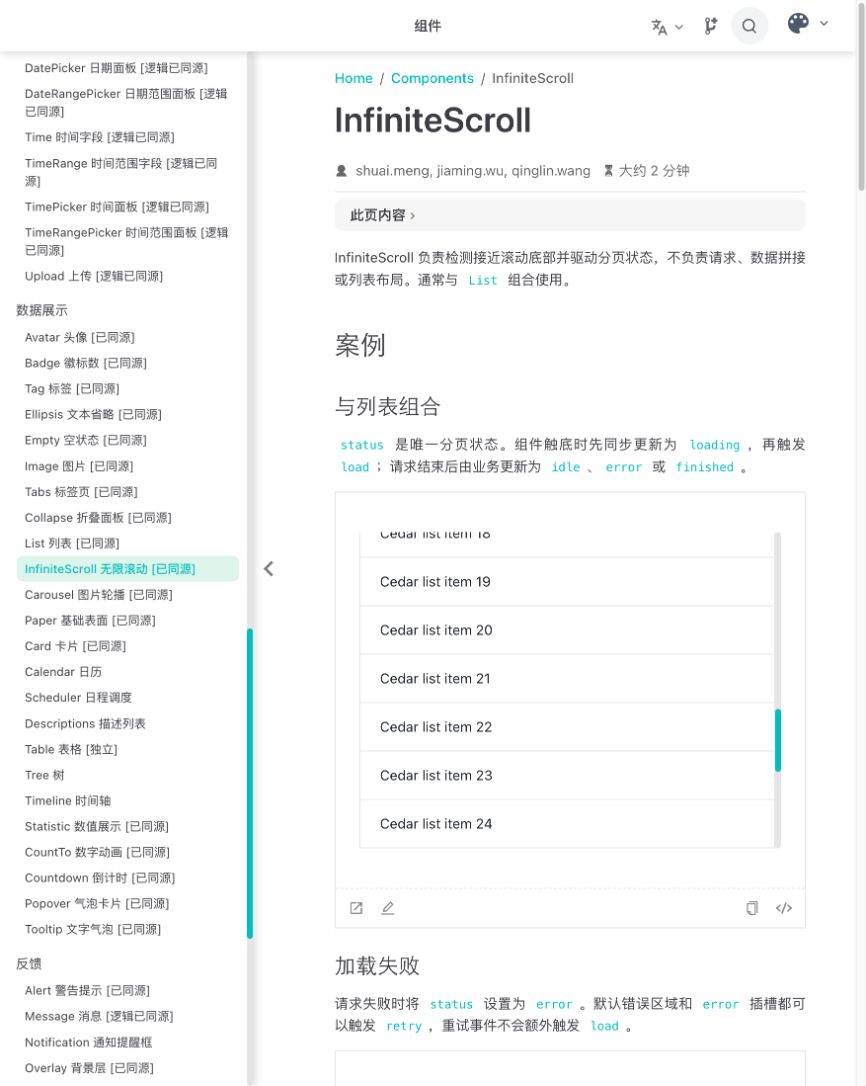 组件
DatePicker 日期面板 [逻辑已同源]
DateRangePicker 日期范围面板 [逻辑
已同源]
Time 时间字段 [逻辑已同源]
TimeRange 时间范围字段 [逻辑已同
源]
TimePicker 时间面板 [逻辑已同源]
TimeRangePicker 时间范围面板 [逻辑
已同源]
Upload 上传 [逻辑已同源]
数据展示
Avatar 头像 [已同源]
Badge 徽标数 [已同源]
Tag 标签 [已同源]
Ellipsis 文本省略 [已同源]
Empty 空状态 [已同源]
Image 图片 [已同源]
Tabs 标签页 [已同源]
Collapse 折叠面板 [已同源]
List 列表 [已同源]
InfiniteScroll 无限滚动 [已同源]
Carousel 图片轮播 [已同源]
Paper 基础表面 [已同源]
Card 卡片 [已同源]
Calendar 日历
Scheduler 日程调度
Descriptions 描述列表
Table 表格 [独立]
Tree 树
Timeline 时间轴
Statistic 数值展示 [已同源]
CountTo 数字动画 [已同源]
Countdown 倒计时 [已同源]
Popover 气泡卡片 [已同源]
Tooltip 文字气泡 [已同源]
反馈
Alert 警告提示 [已同源]
Message 消息 [逻辑已同源]
Notification 通知提醒框
Overlay 背景层 [已同源]
Home / Components / InfiniteScroll
InfiniteScroll
shuai.meng, jiaming.wu, qinglin.wang 大约 2 分钟
此页内容 ›
InfiniteScroll 负责检测接近滚动底部并驱动分页状态，不负责请求、数据拼接
或列表布局。通常与 List 组合使用。
案例
与列表组合
status 是唯一分页状态。组件触底时先同步更新为 loading ，再触发
load ；请求结束后由业务更新为 idle 、 error 或 finished 。
Cedar list item 18
Cedar list item 19
Cedar list item 20
Cedar list item 21
Cedar list item 22
Cedar list item 23
Cedar list item 24
加载失败
请求失败时将 status 设置为 error 。默认错误区域和 error 插槽都可
以触发 retry ，重试事件不会额外触发 load 。